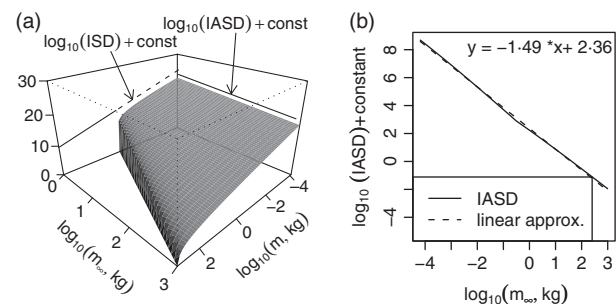 (a)
log₁₀(ISD)+const
log₁₀(IASD)+const
30
20
10
0
0
1
2
3
log₁₀(m∞, kg)
−4
−2
0
2
log₁₀(m, kg)
(b)
y = −1·49 *x+ 2·36
8
6
4
2
0
−4
log₁₀ (IASD)+constant
IASD
linear approx.
−4 −3 −2 −1 0 1 2 3
log₁₀(m∞, kg)